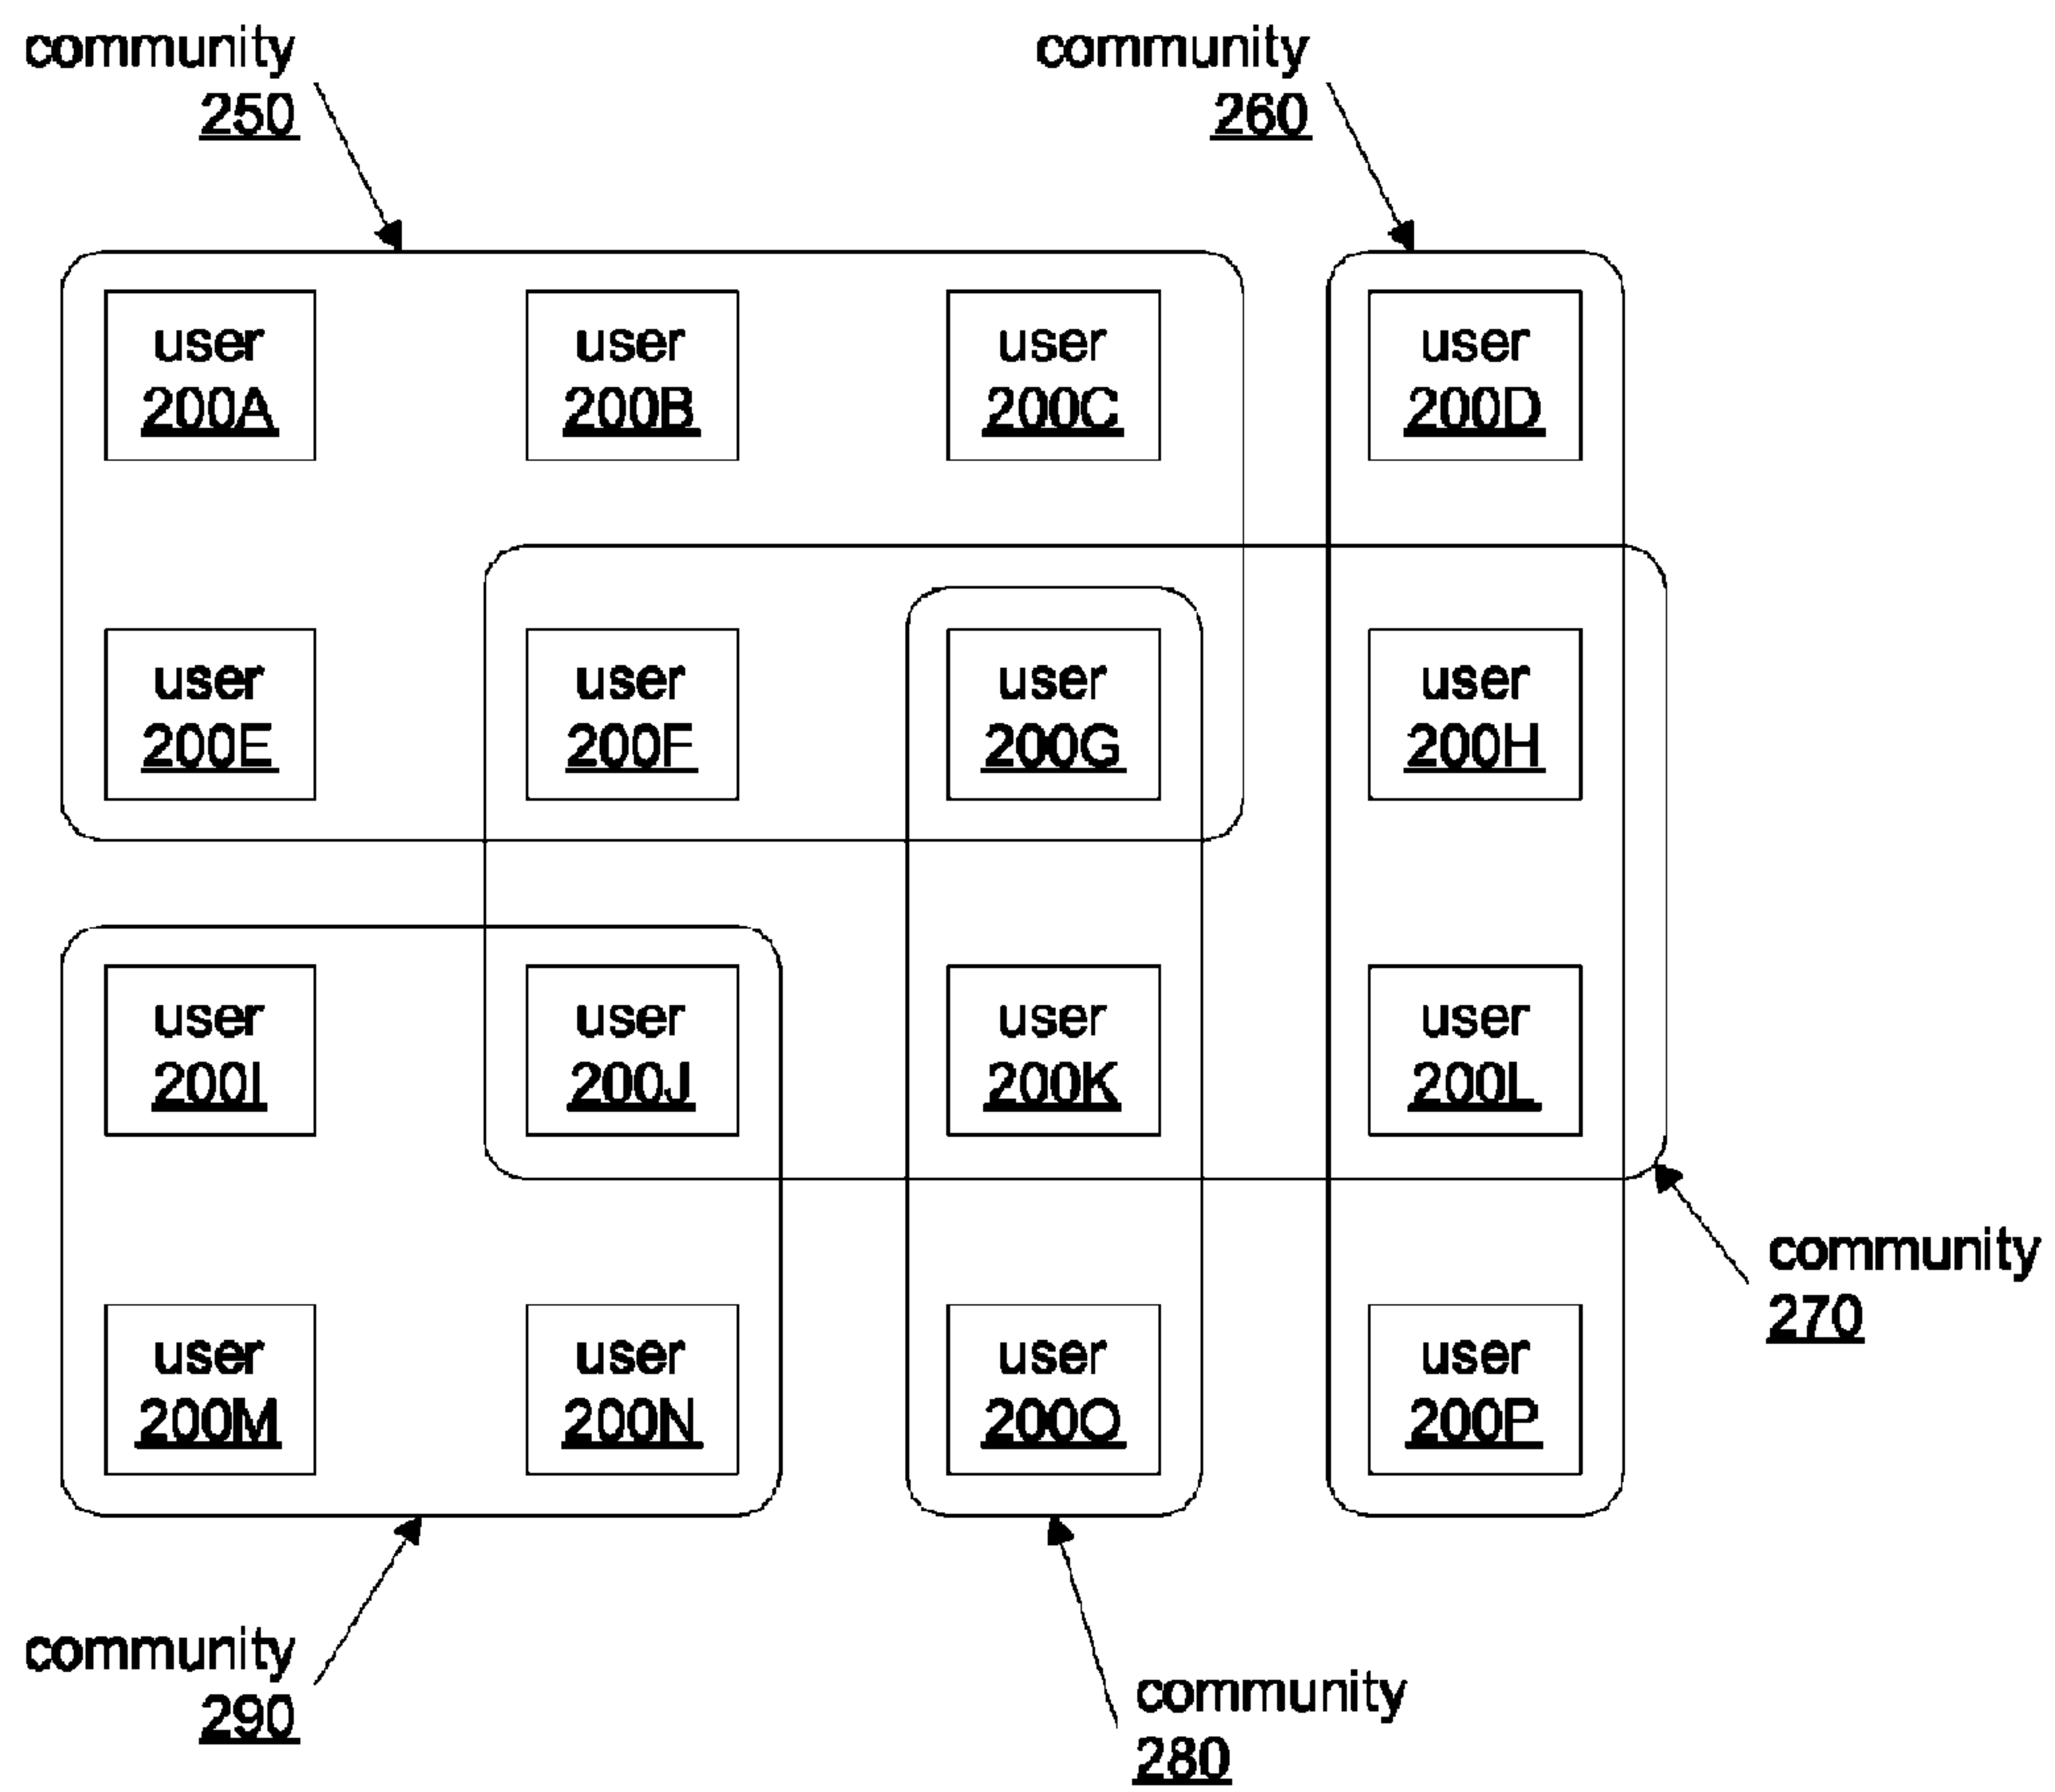 community
250
community
260
user
200A
user
200B
user
200C
user
200D
user
200E
user
200F
user
200G
user
200H
user
200I
user
200J
user
200K
user
200L
community
270
user
200M
user
200N
user
200O
user
200P
community
290
community
280